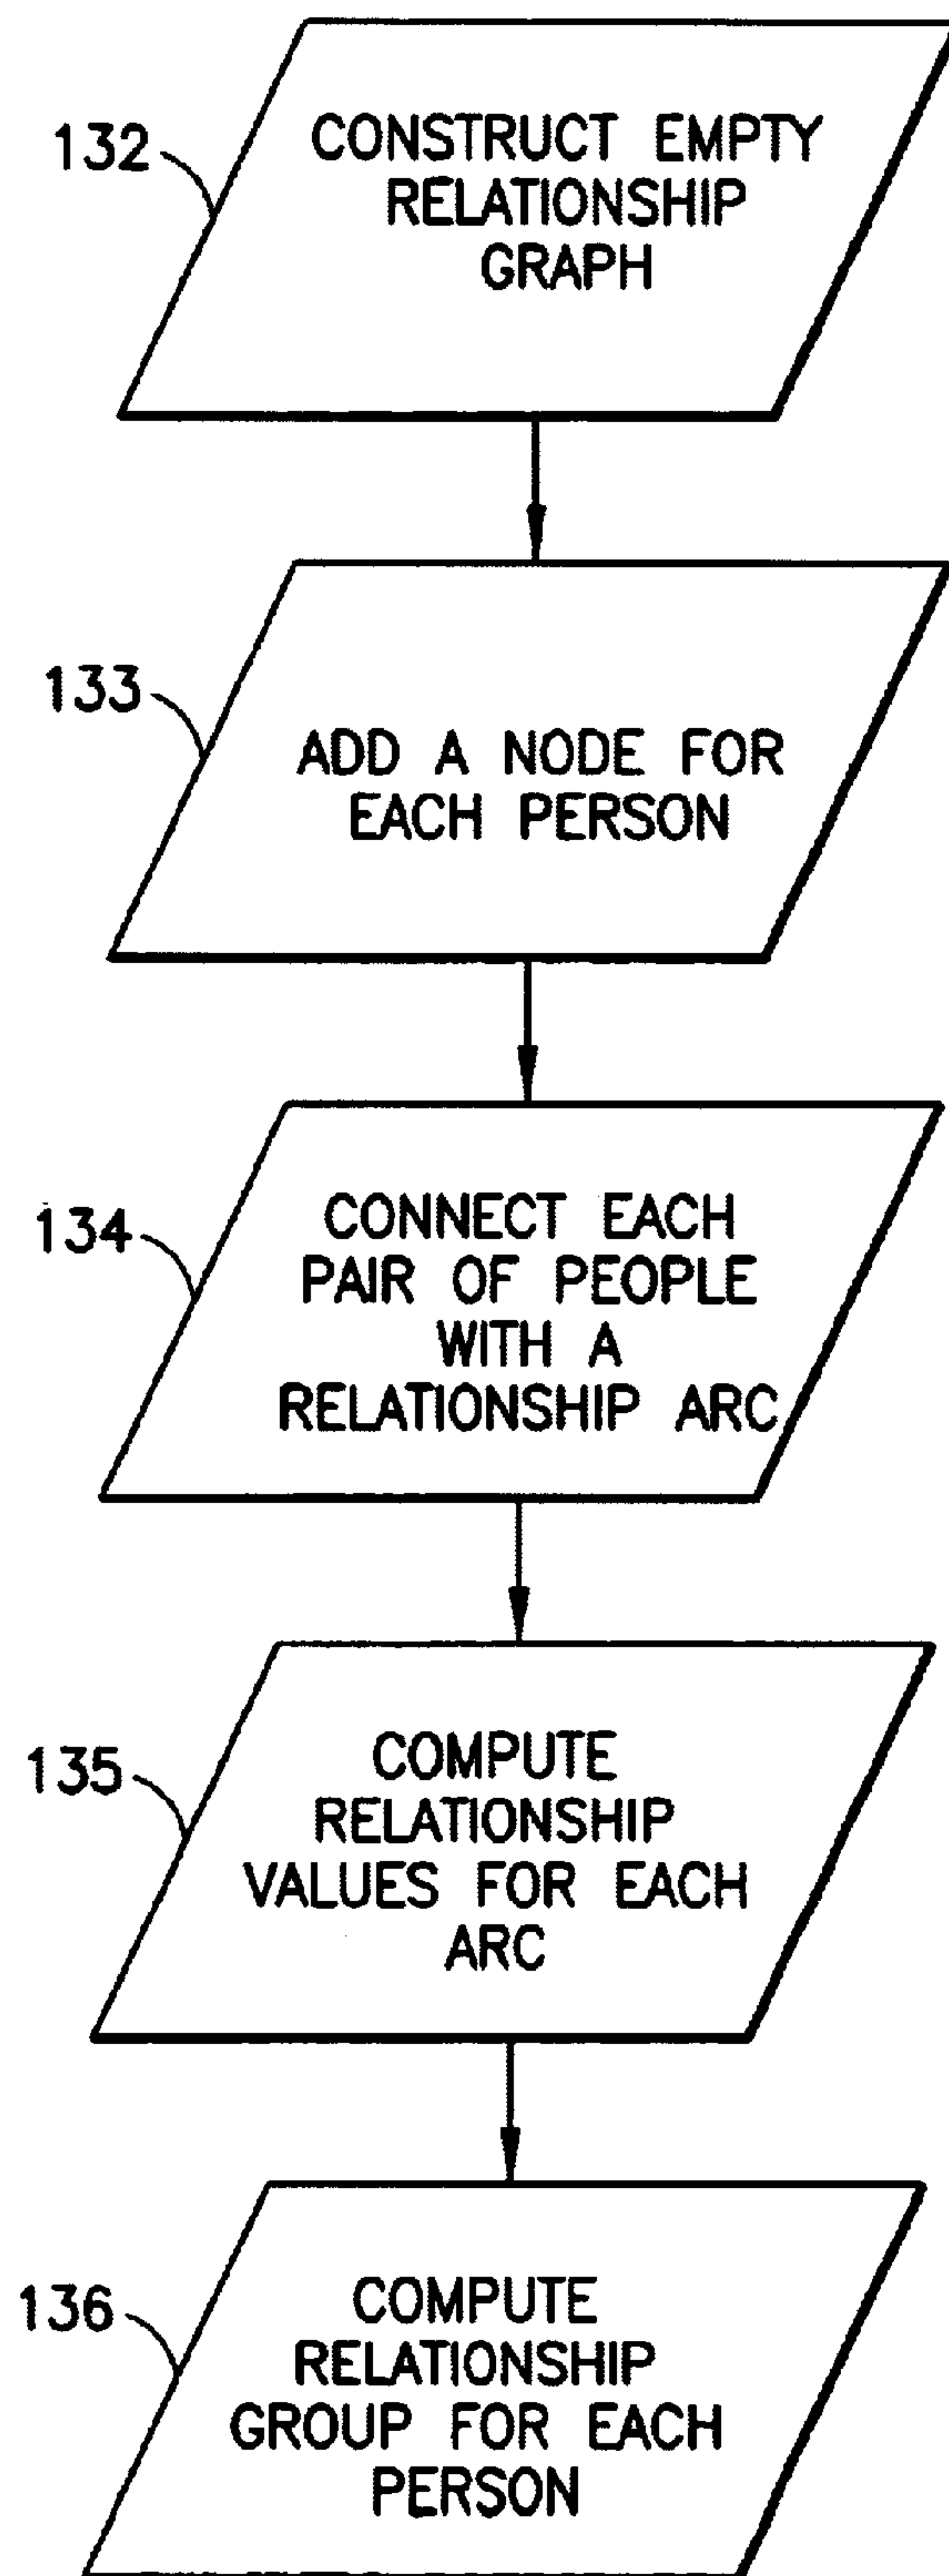 132
CONSTRUCT EMPTY
RELATIONSHIP
GRAPH
133
ADD A NODE FOR
EACH PERSON
134
CONNECT EACH
PAIR OF PEOPLE
WITH A
RELATIONSHIP ARC
135
COMPUTE
RELATIONSHIP
VALUES FOR EACH
ARC
136
COMPUTE
RELATIONSHIP
GROUP FOR EACH
PERSON